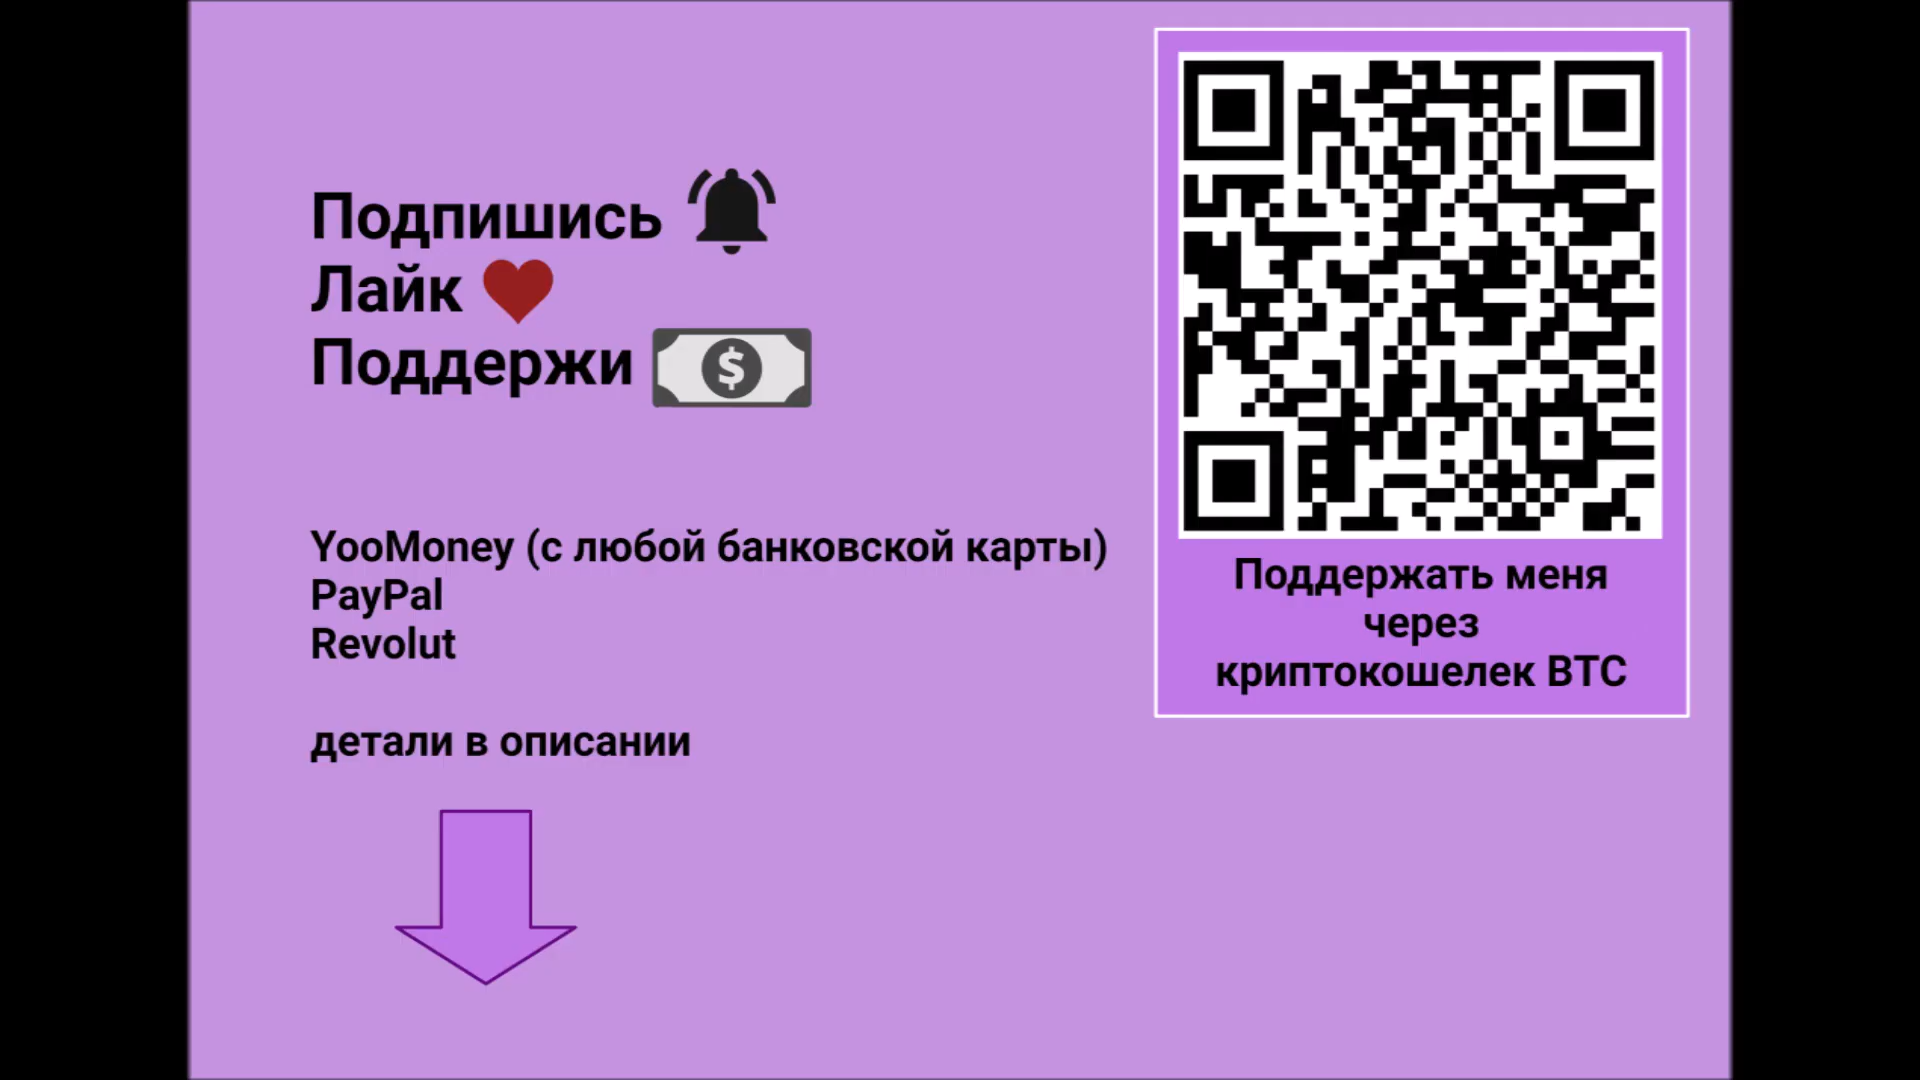 Подпишись
Лайк
Поддержи
$
YooMoney (с любой банковской карты)
PayPal
Revolut
детали в описании
Поддержать меня
через
криптокошелек BTC